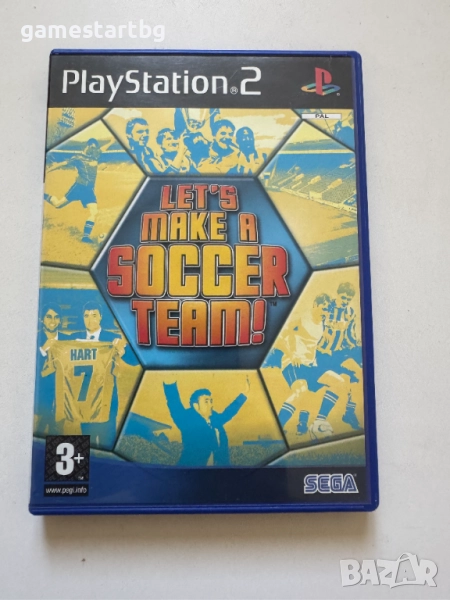 gamestartbg
PlayStation®2
PAL
LET'S
MAKE A
SOCCER
TEAM!
HART
7
3+
www.pegi.info
SEGA
BAZAR